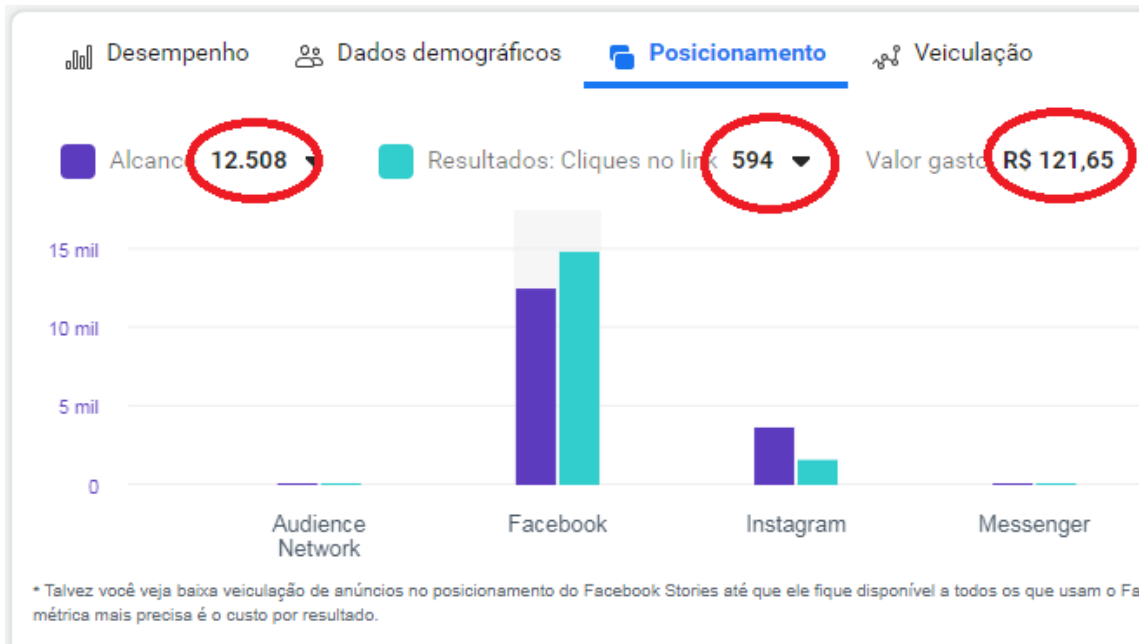 Desempenho Dados demográficos Posicionamento Veiculação
Alcanc 12.508 Resultados: Cliques no link 594 Valor gasto R$ 121,65
15 mil
10 mil
5 mil
0
Audience Network Facebook Instagram Messenger
* Talvez você veja baixa veiculação de anúncios no posicionamento do Facebook Stories até que ele fique disponível a todos os que usam o Fa
métrica mais precisa é o custo por resultado.